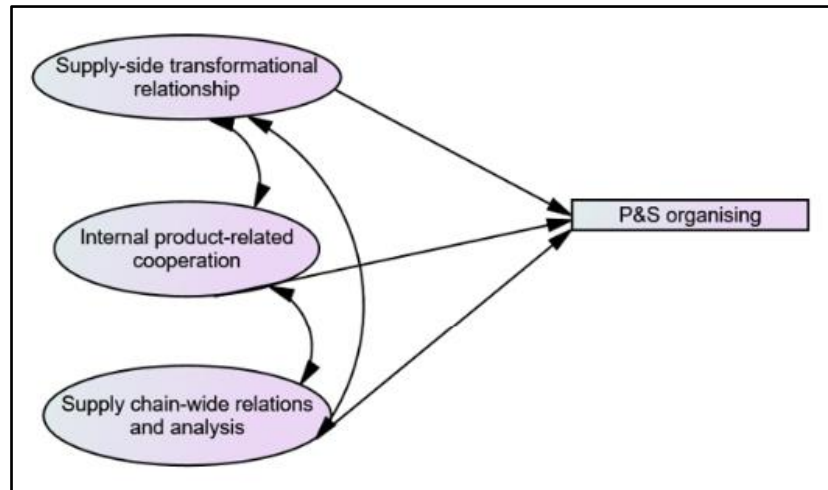 Supply-side transformational
relationship
P&S organising
Internal product-related
cooperation
Supply chain-wide relations
and analysis